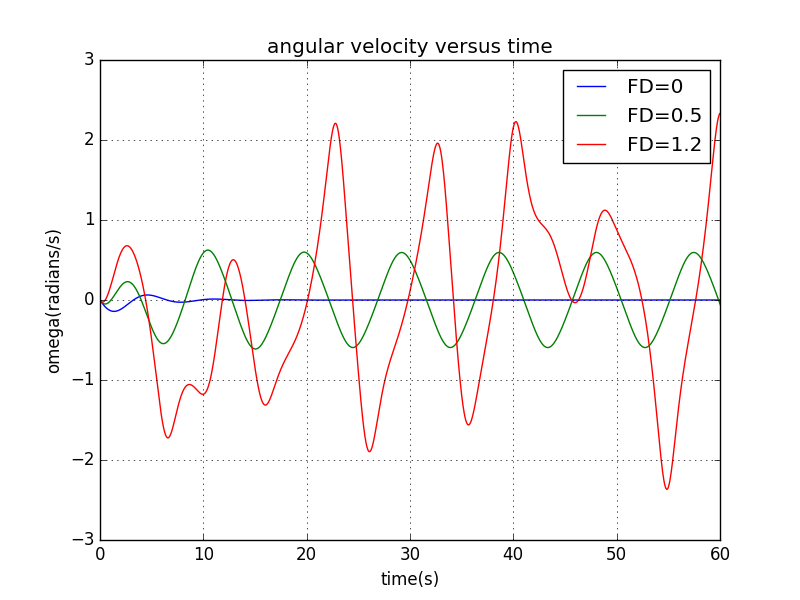 angular velocity versus time
FD=0
FD=0.5
FD=1.2
3
2
1
0
−1
−2
−3
omega(radians/s)
0 10 20 30 40 50 60
time(s)